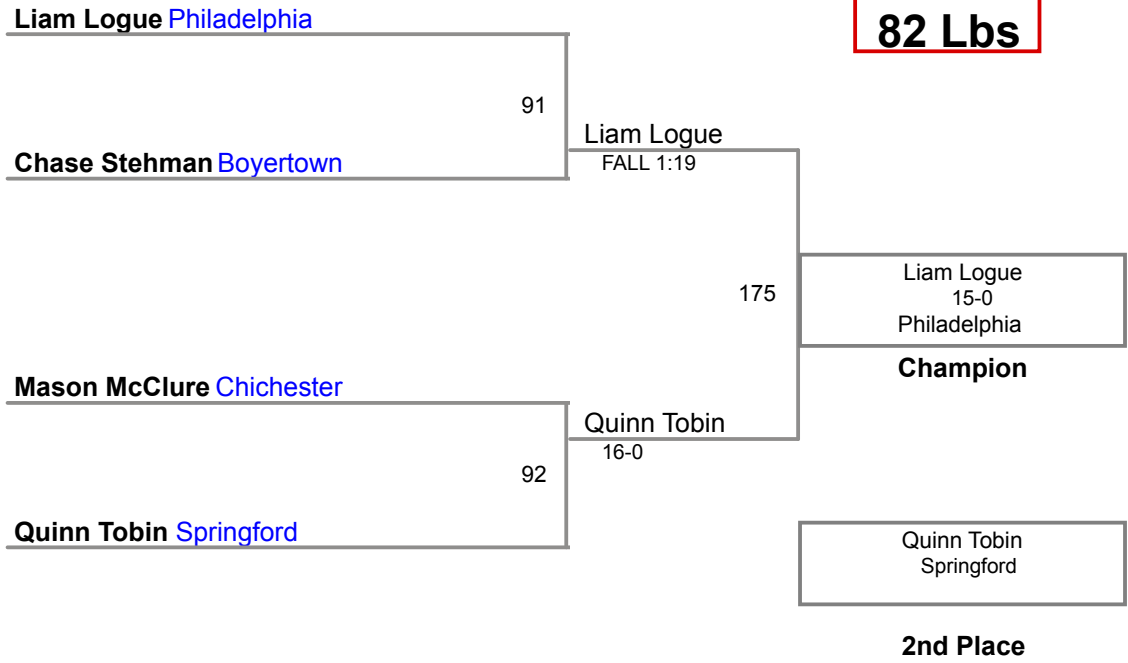 Liam Logue Philadelphia
82 Lbs
91
Liam Logue
FALL 1:19
Chase Stehman Boyertown
175
Liam Logue
15-0
Philadelphia
Champion
Mason McClure Chichester
Quinn Tobin
16-0
92
Quinn Tobin Springford
Quinn Tobin
Springford
2nd Place